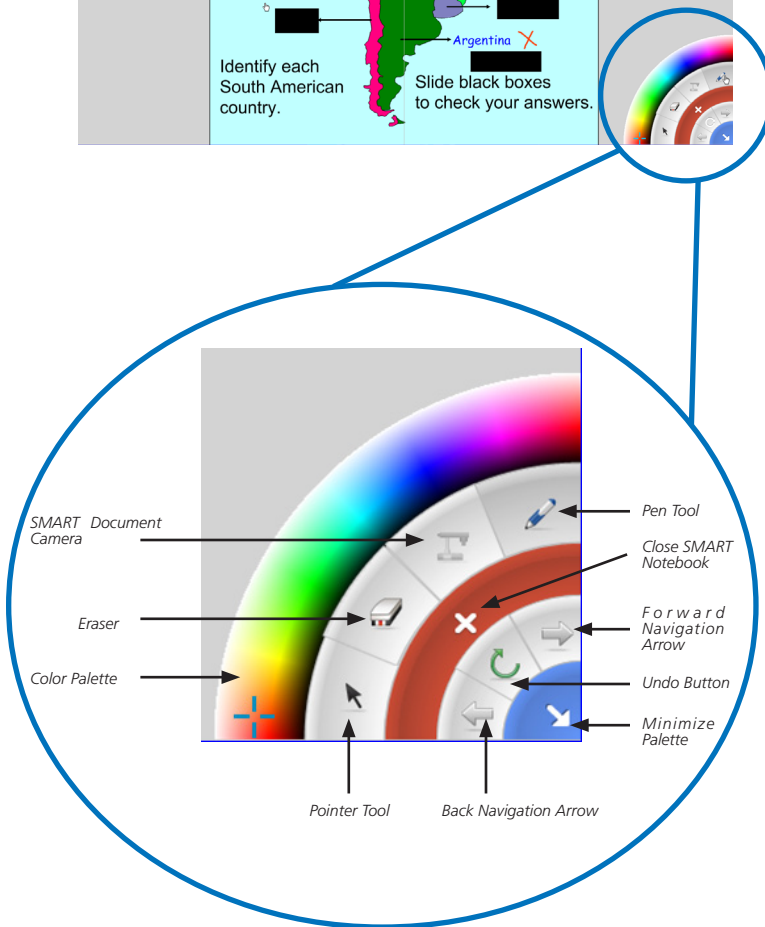 Argentina
Identify each
South American
country.
Slide black boxes
to check your answers.
SMART Document
Camera
Eraser
Color Palette
Pen Tool
Close SMART
Notebook
Forward
Navigation
Arrow
Undo Button
Minimize
Palette
Pointer Tool
Back Navigation Arrow